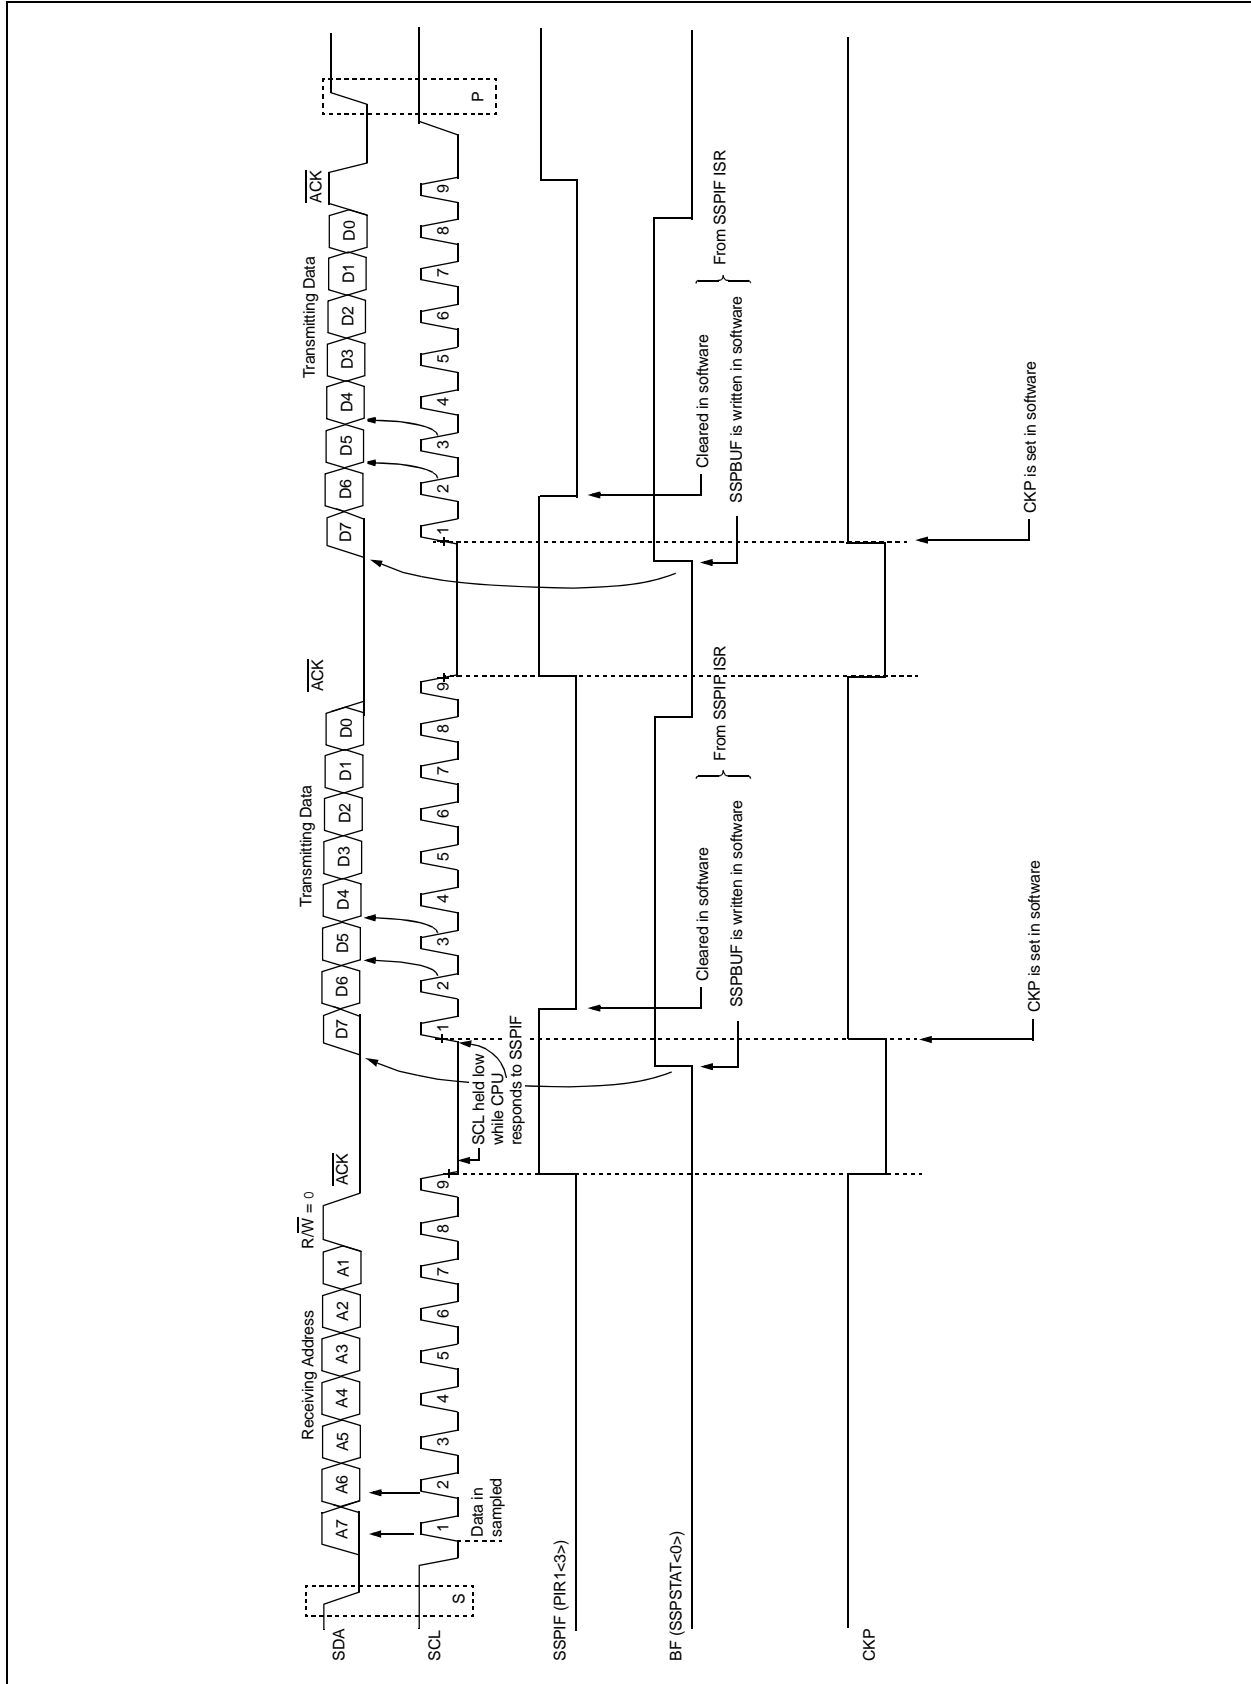 Receiving Address
R/W = 0
ACK
Transmitting Data
ACK
Transmitting Data
ACK
SDA
A7
A6
A5
A4
A3
A2
A1
D7
D6
D5
D4
D3
D2
D1
D0
D7
D6
D5
D4
D3
D2
D1
D0
SCL
1
2
3
4
5
6
7
8
9
1
2
3
4
5
6
7
8
9
1
2
3
4
5
6
7
8
9
S
Data in
sampled
SCL held low
while CPU
responds to SSPIF
P
SSPIF (PIR1<3>)
Cleared in software
From SSPIF ISR
Cleared in software
From SSPIF ISR
BF (SSPSTAT<0>)
SSPBUF is written in software
SSPBUF is written in software
CKP
CKP is set in software
CKP is set in software